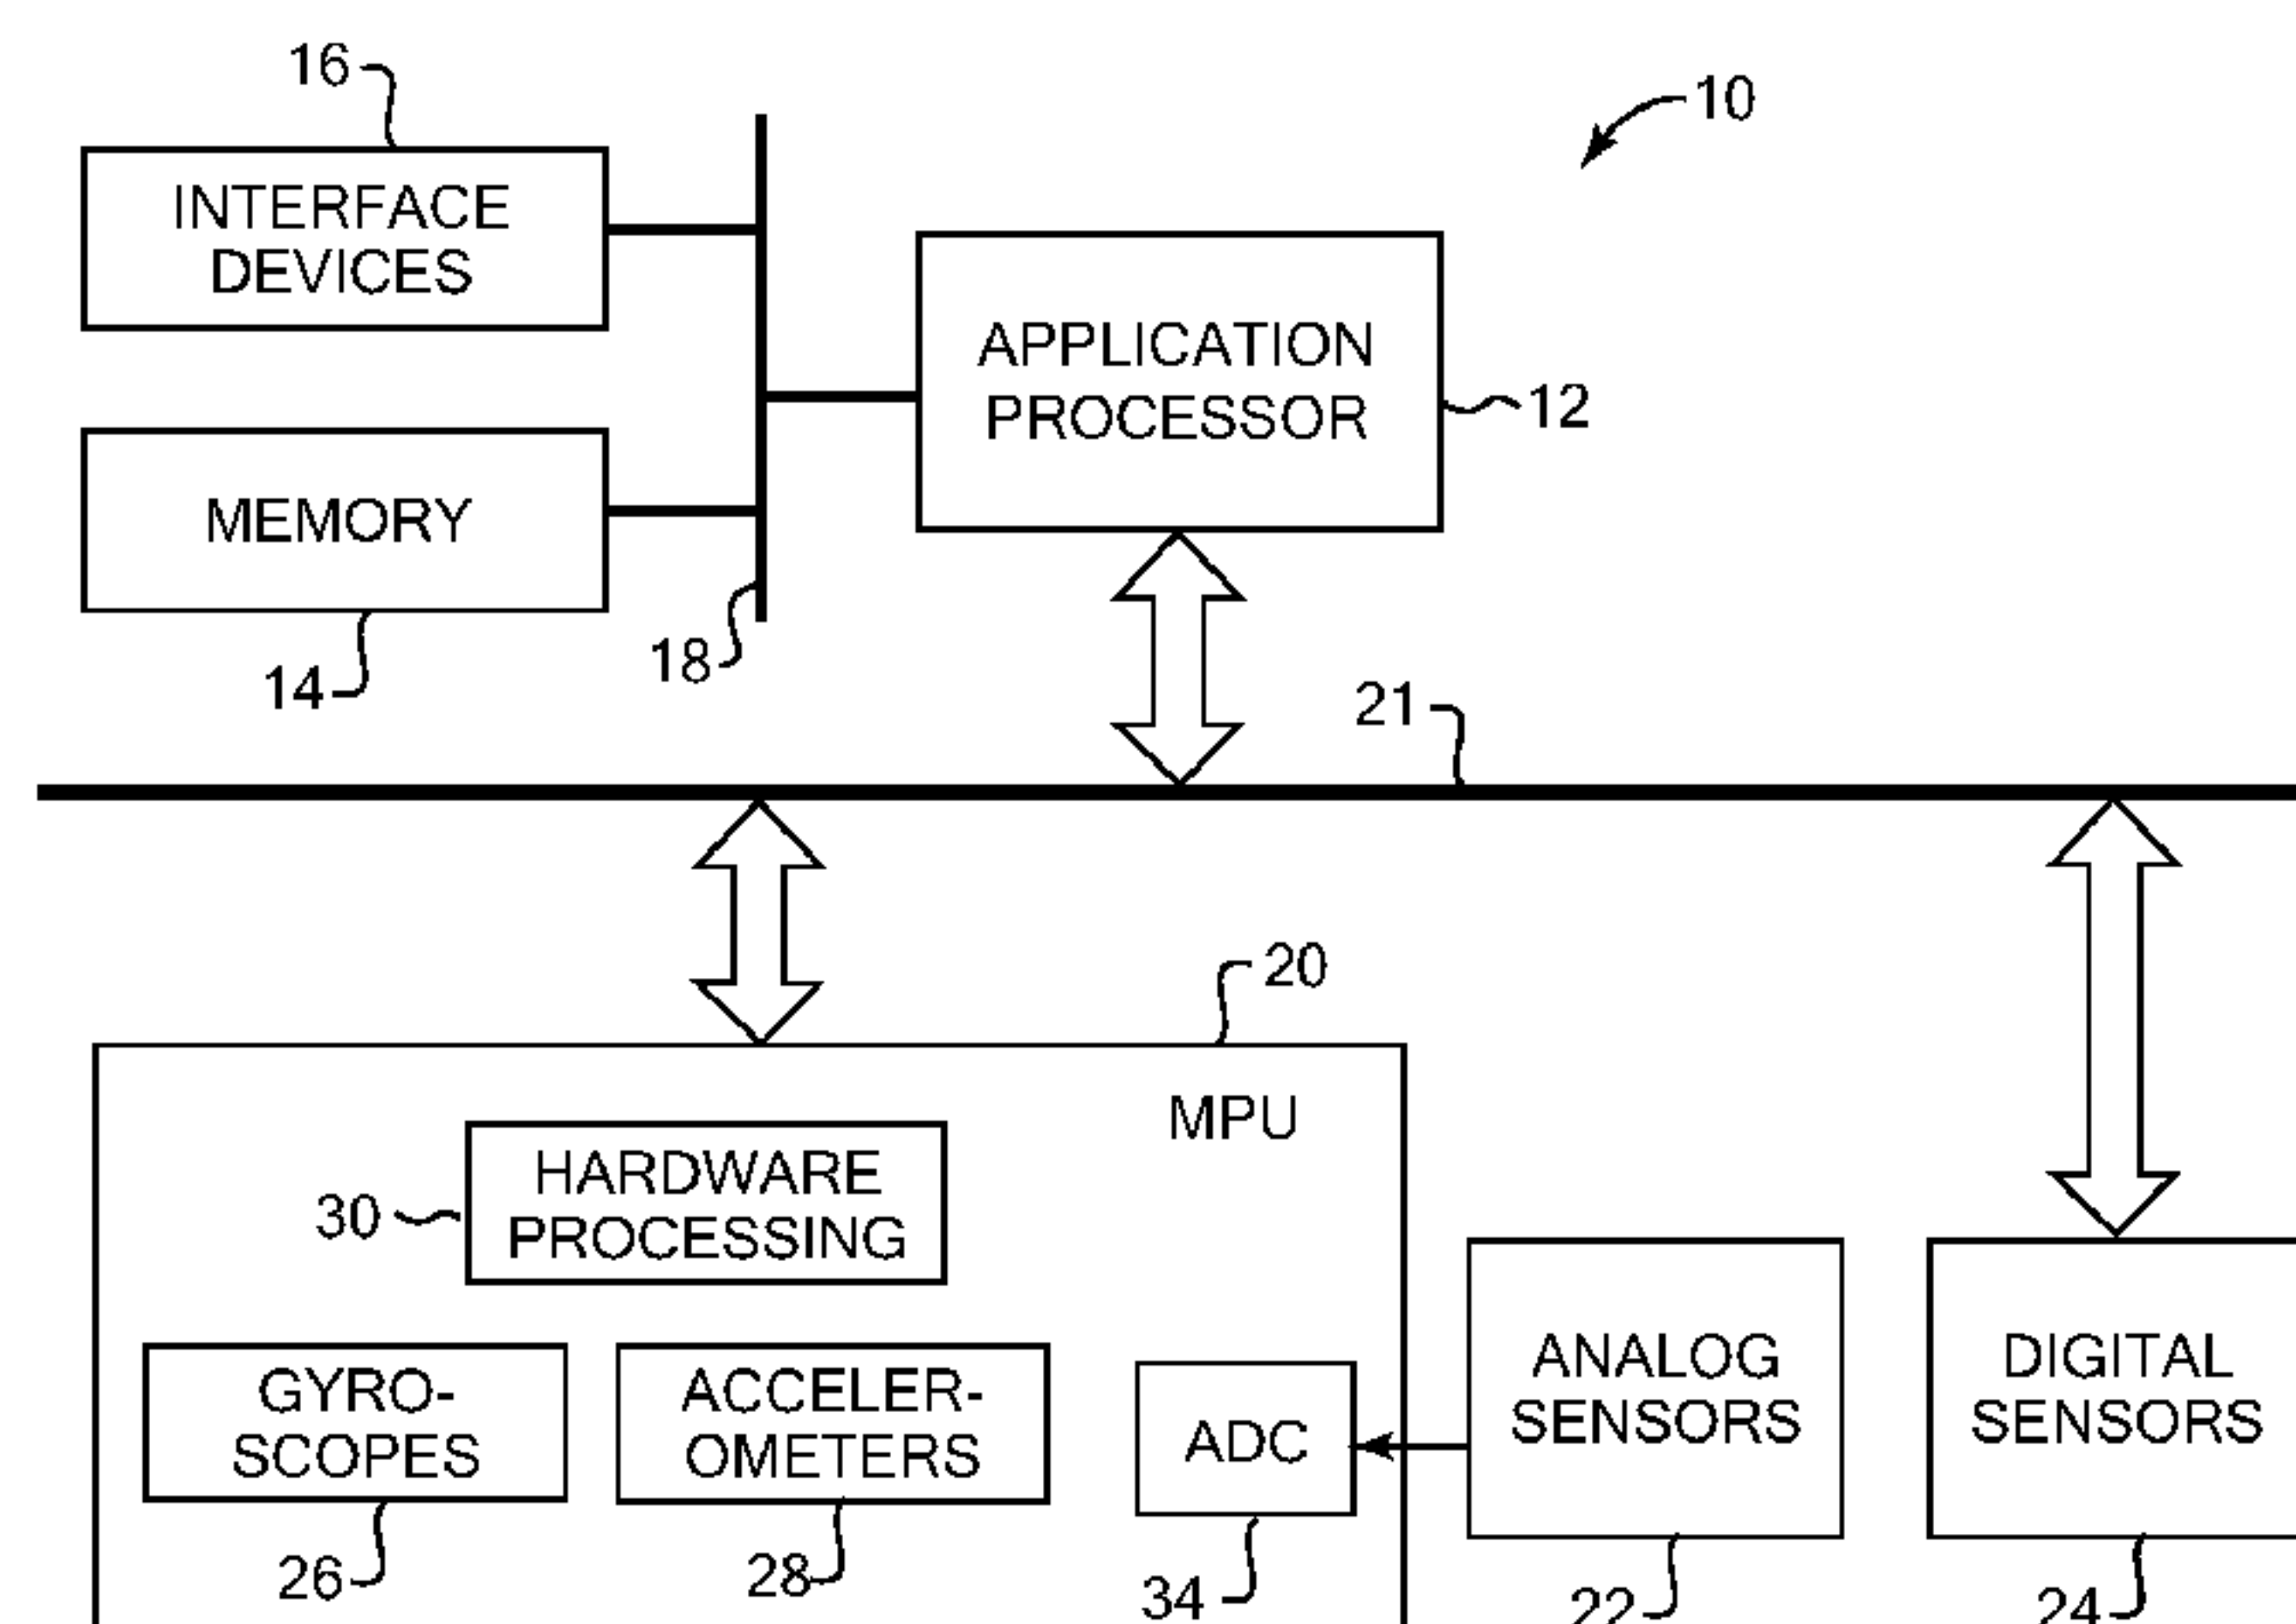 16
10
INTERFACE
DEVICES
APPLICATION
PROCESSOR
12
MEMORY
14
18
21
20
MPU
HARDWARE
PROCESSING
30
GYRO-
SCOPES
ACCELER-
OMETERS
ADC
ANALOG
SENSORS
DIGITAL
SENSORS
26
28
34
22
24